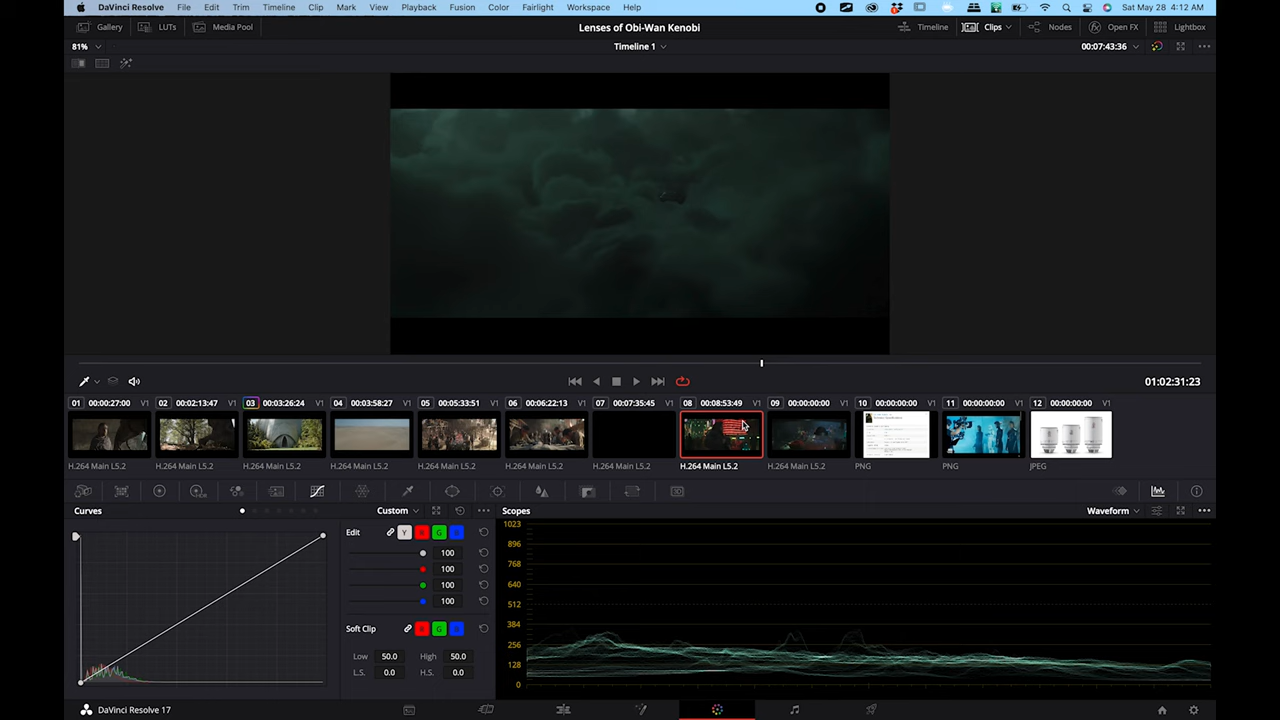 DaVinci Resolve File Edit Trim Timeline Clip Mark View Playback Fusion Color Fairlight Workspace Help Sat May 28 4:12 AM
Gallery LUTs Media Pool Lenses of Obi-Wan Kenobi Timeline Clips Nodes Open FX Lightbox
81% Timeline 1 00:07:43:36
01:02:31:23
01 00:00:27:00 V1 02 00:02:13:47 V1 03 00:03:26:24 V1 04 00:03:58:27 V1 05 00:05:33:51 V1 06 00:06:22:13 V1 07 00:07:35:45 V1 08 00:08:53:49 V1 09 00:00:00:00 V1 10 00:00:00:00 V1 11 00:00:00:00 V1 12 00:00:00:00 V1
H.264 Main L5.2 H.264 Main L5.2 H.264 Main L5.2 H.264 Main L5.2 H.264 Main L5.2 H.264 Main L5.2 H.264 Main L5.2 H.264 Main L5.2 H.264 Main L5.2 PNG PNG JPEG
Curves Custom Scopes Waveform
Edit Y R G B
100
100
100
100
Soft Clip R G B
Low 50.0 High 50.0
L.S. 0.0 H.S. 0.0
1023
896
768
640
512
384
256
128
0
DaVinci Resolve 17